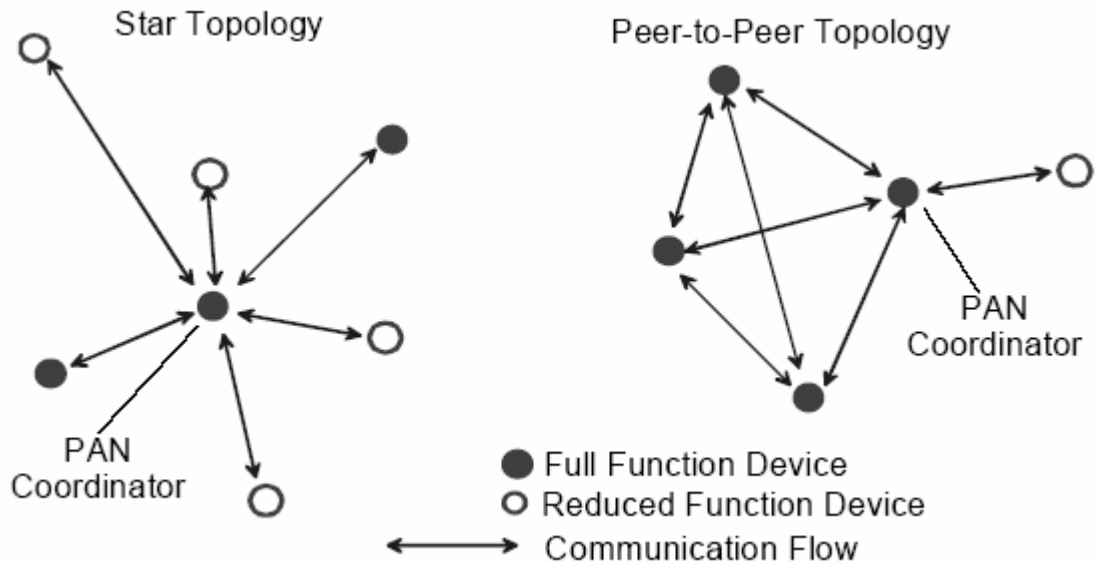 Star Topology
Peer-to-Peer Topology
PAN
Coordinator
PAN
Coordinator
Full Function Device
Reduced Function Device
Communication Flow